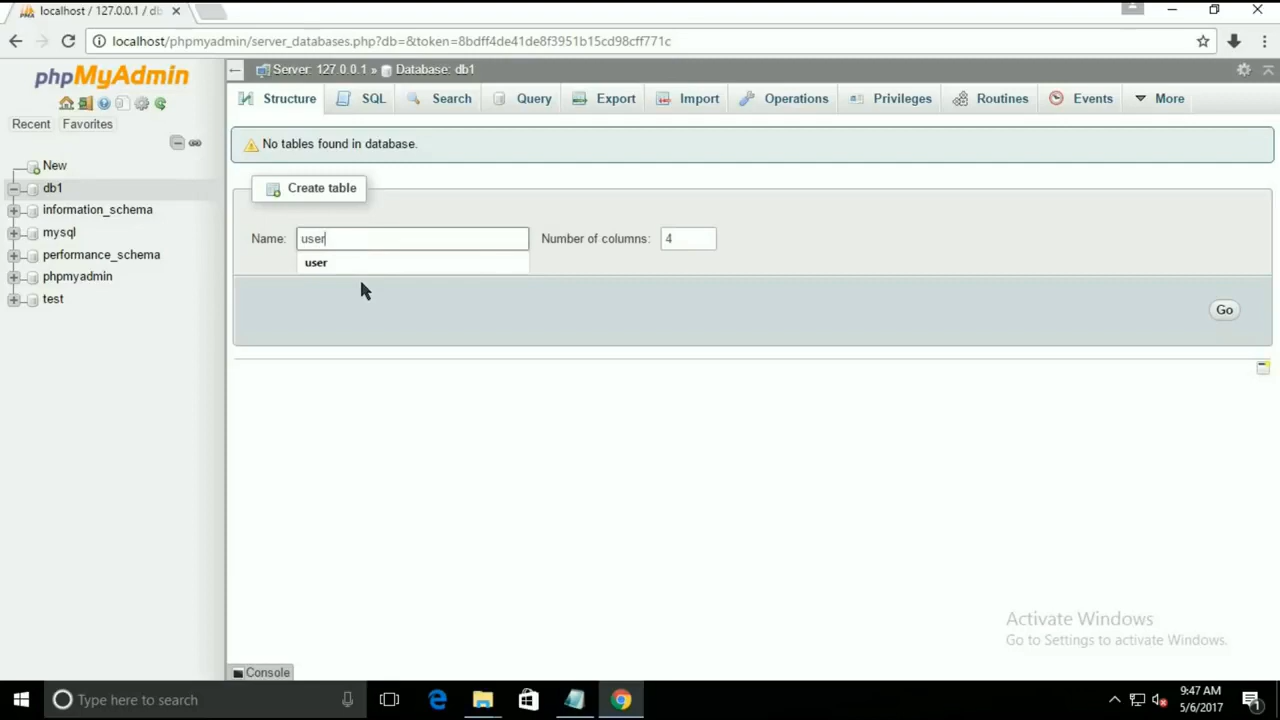 localhost / 127.0.0.1 / db
localhost/phpmyadmin/server_databases.php?db=&token=8bdff4de41de8f3951b15cd98cff771c
phpMyAdmin
Recent Favorites
New
db1
information_schema
mysql
performance_schema
phpmyadmin
test
Server: 127.0.0.1 » Database: db1
Structure SQL Search Query Export Import Operations Privileges Routines Events More
No tables found in database.
Create table
Name: user Number of columns: 4
user
Go
Console
Activate Windows
Go to Settings to activate Windows.
Type here to search
9:47 AM
5/6/2017
1